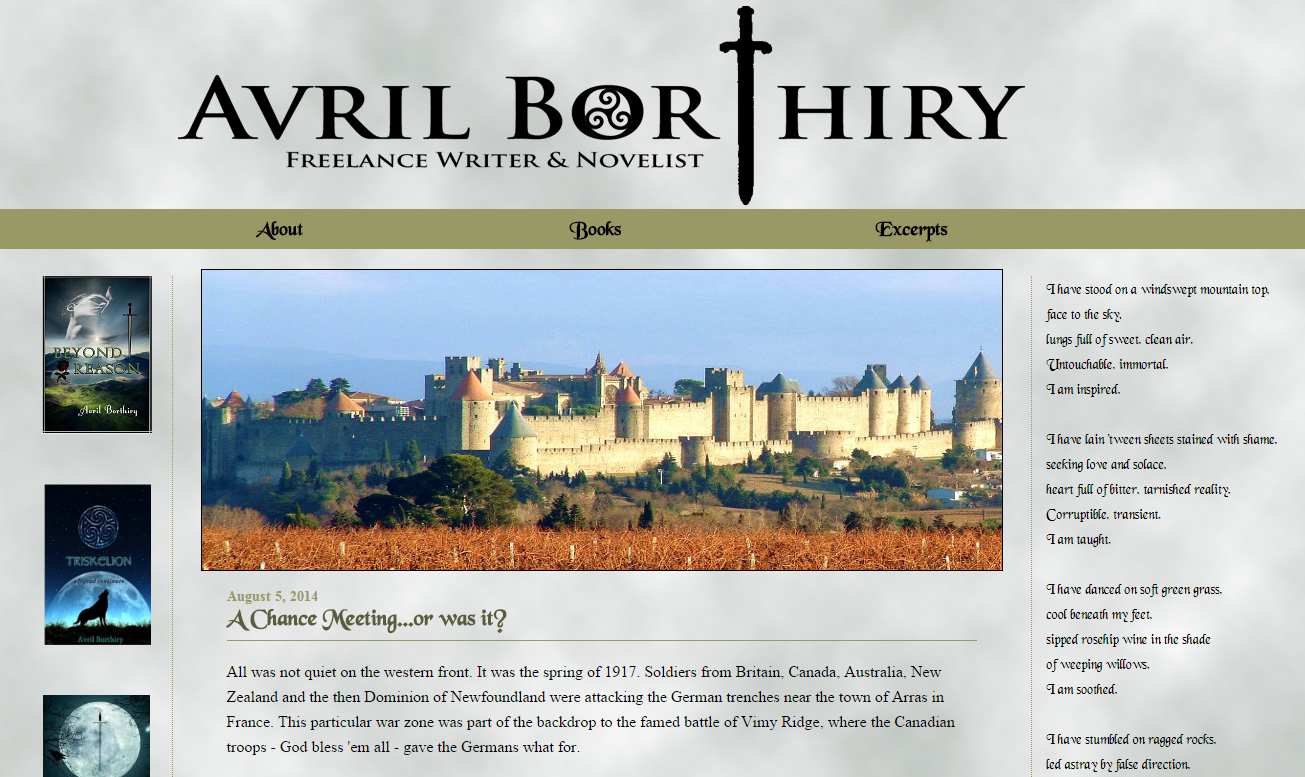 AVRIL BORTHIRY
FREELANCE WRITER & NOVELIST
About Books Excerpts
BEYOND
REASON
Avril Borthiry
TRISKELION
a legend continues
Avril Borthiry
August 5, 2014
A Chance Meeting...or was it?
All was not quiet on the western front. It was the spring of 1917. Soldiers from Britain, Canada, Australia, New
Zealand and the then Dominion of Newfoundland were attacking the German trenches near the town of Arras in
France. This particular war zone was part of the backdrop to the famed battle of Vimy Ridge, where the Canadian
troops - God bless 'em all - gave the Germans what for.
I have stood on a windswept mountain top,
face to the sky,
lungs full of sweet, clean air.
Untouchable, immortal.
I am inspired.
I have lain 'tween sheets stained with shame,
seeking love and solace,
heart full of bitter, tarnished reality.
Corruptible, transient.
I am taught.
I have danced on soft green grass,
cool beneath my feet,
sipped rosehip wine in the shade
of weeping willows.
I am soothed.
I have stumbled on ragged rocks,
led astray by false direction,